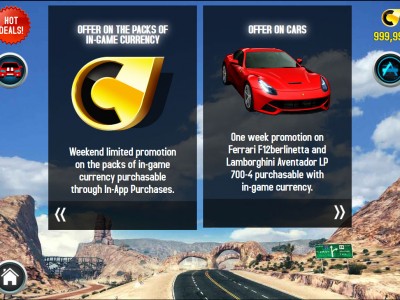 HOT
DEALS!
OFFER ON THE PACKS OF
IN-GAME CURRENCY
Weekend limited promotion
on the packs of in-game
currency purchasable
through In-App Purchases.
OFFER ON CARS
One week promotion on
Ferrari F12berlinetta and
Lamborghini Aventador LP
700-4 purchasable with
in-game currency.
999,99